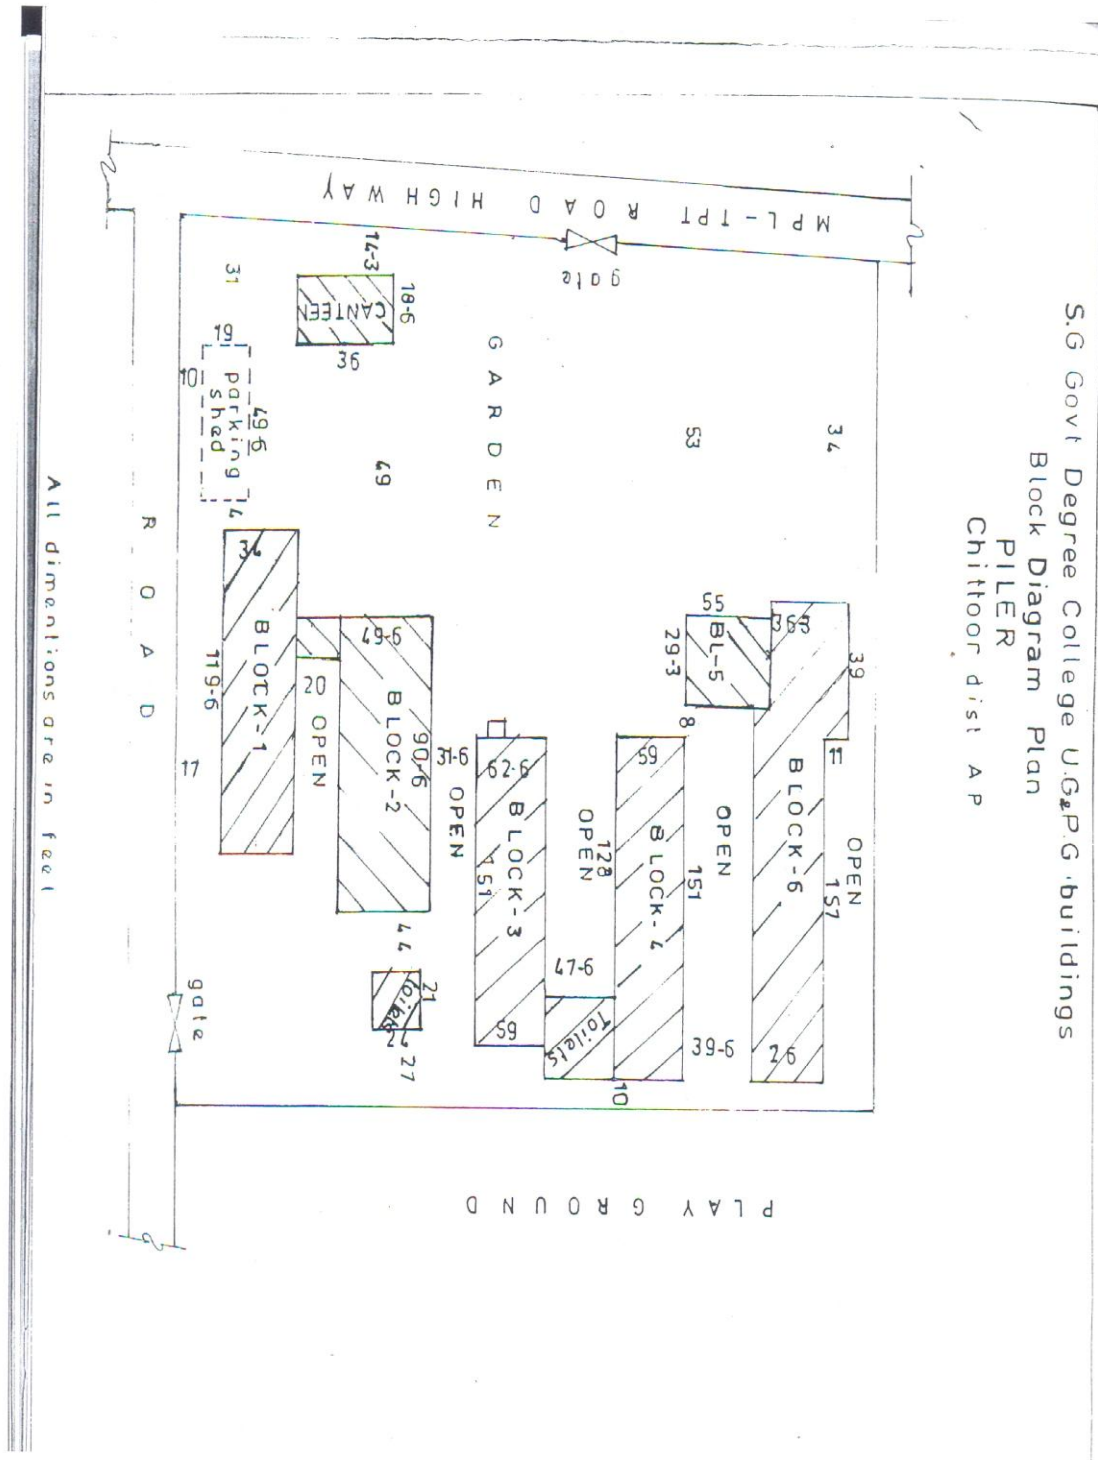 S.G Govt Degree College U.G&P.G buildings
Block Diagram Plan
PILER
Chittoor dist AP
MPL-TPT ROAD HIGHWAY
gate
34
53
GARDEN
14-3
18-6
CANTEEN
36
31
19
10
parking
shed
49-6
4
49
34
BLOCK-1
119-6
17
20
OPEN
49-6
BLOCK-2
90-6
31-6
OPEN
62-6
BLOCK-3
151
59
OPEN
128
47-6
Toilets
59
BLOCK-4
151
10
8
55
BL-5
29-3
OPEN
39-6
36-3
39
11
BLOCK-6
157
26
OPEN
44
21
Toilets
27
gate
ROAD
PLAY GROUND
All dimentions are in feet